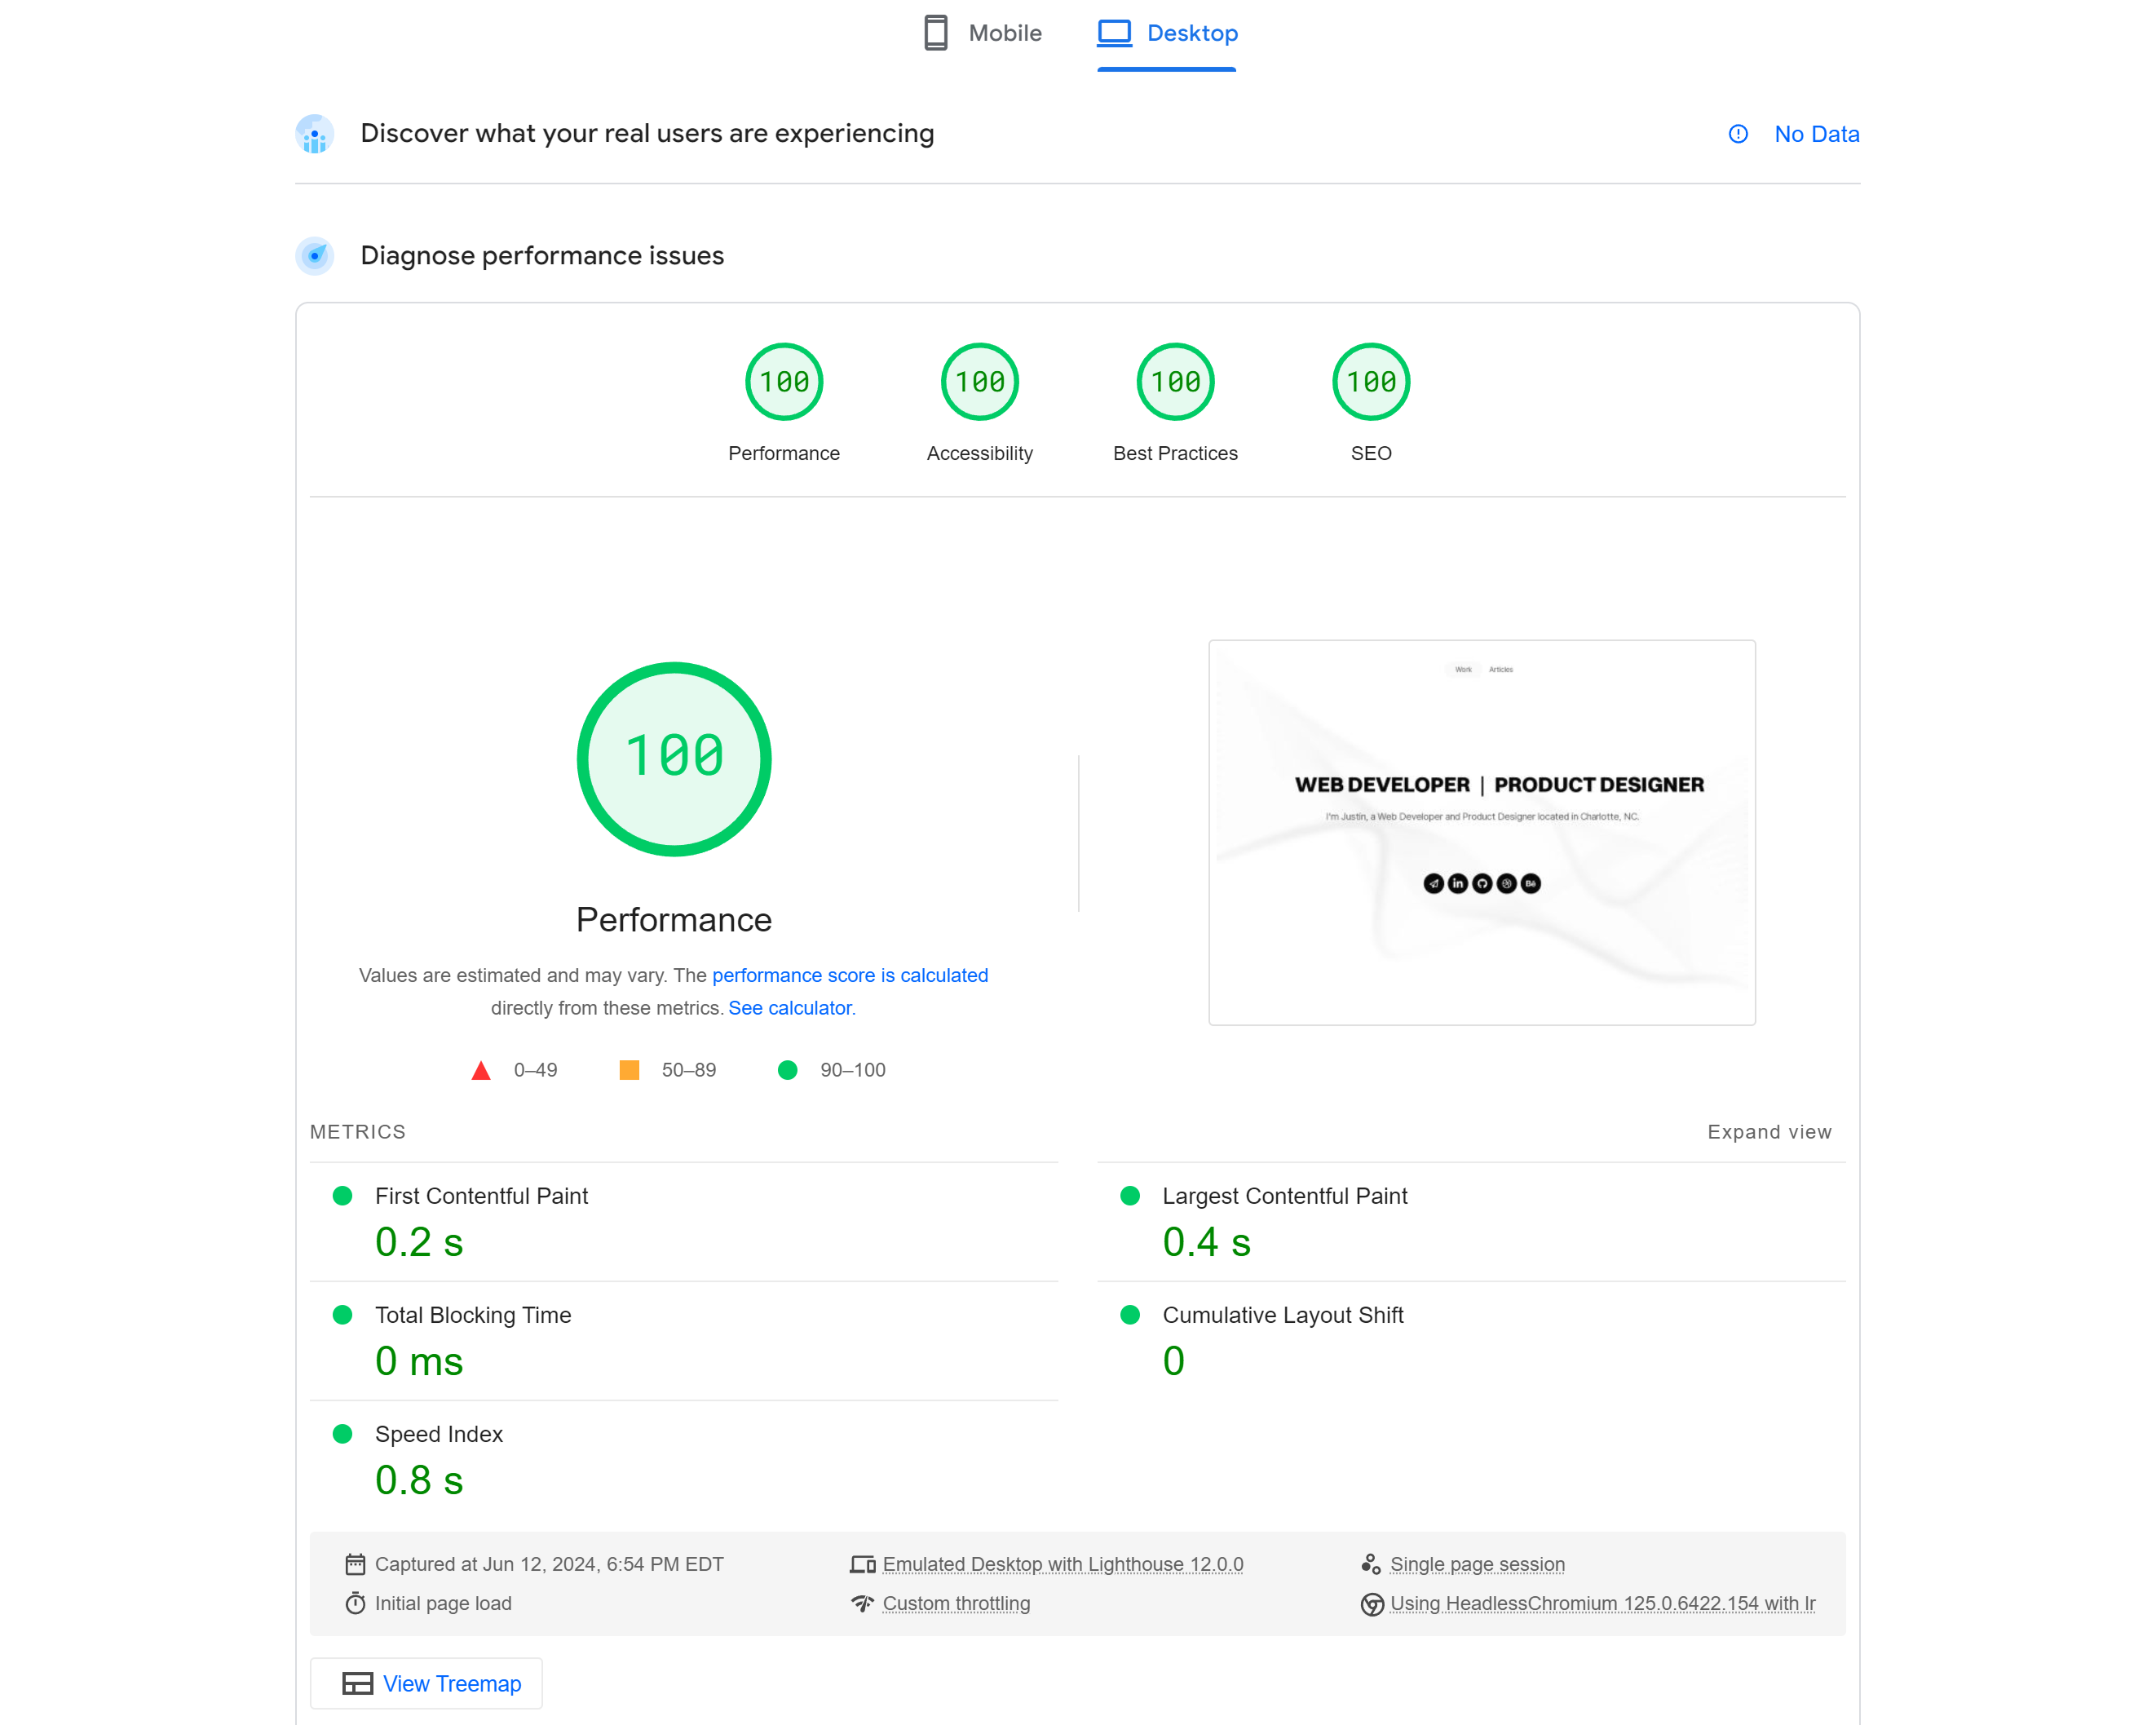 Mobile
Desktop
Discover what your real users are experiencing
No Data
Diagnose performance issues
100
100
100
100
Performance
Accessibility
Best Practices
SEO
100
Performance
Values are estimated and may vary. The performance score is calculated
directly from these metrics. See calculator.
0–49
50–89
90–100
Work
Articles
WEB DEVELOPER | PRODUCT DESIGNER
I'm Justin, a Web Developer and Product Designer located in Charlotte, NC.
in
Bē
METRICS
Expand view
First Contentful Paint
0.2 s
Largest Contentful Paint
0.4 s
Total Blocking Time
0 ms
Cumulative Layout Shift
0
Speed Index
0.8 s
Captured at Jun 12, 2024, 6:54 PM EDT
Emulated Desktop with Lighthouse 12.0.0
Single page session
Initial page load
Custom throttling
Using HeadlessChromium 125.0.6422.154 with lr
View Treemap